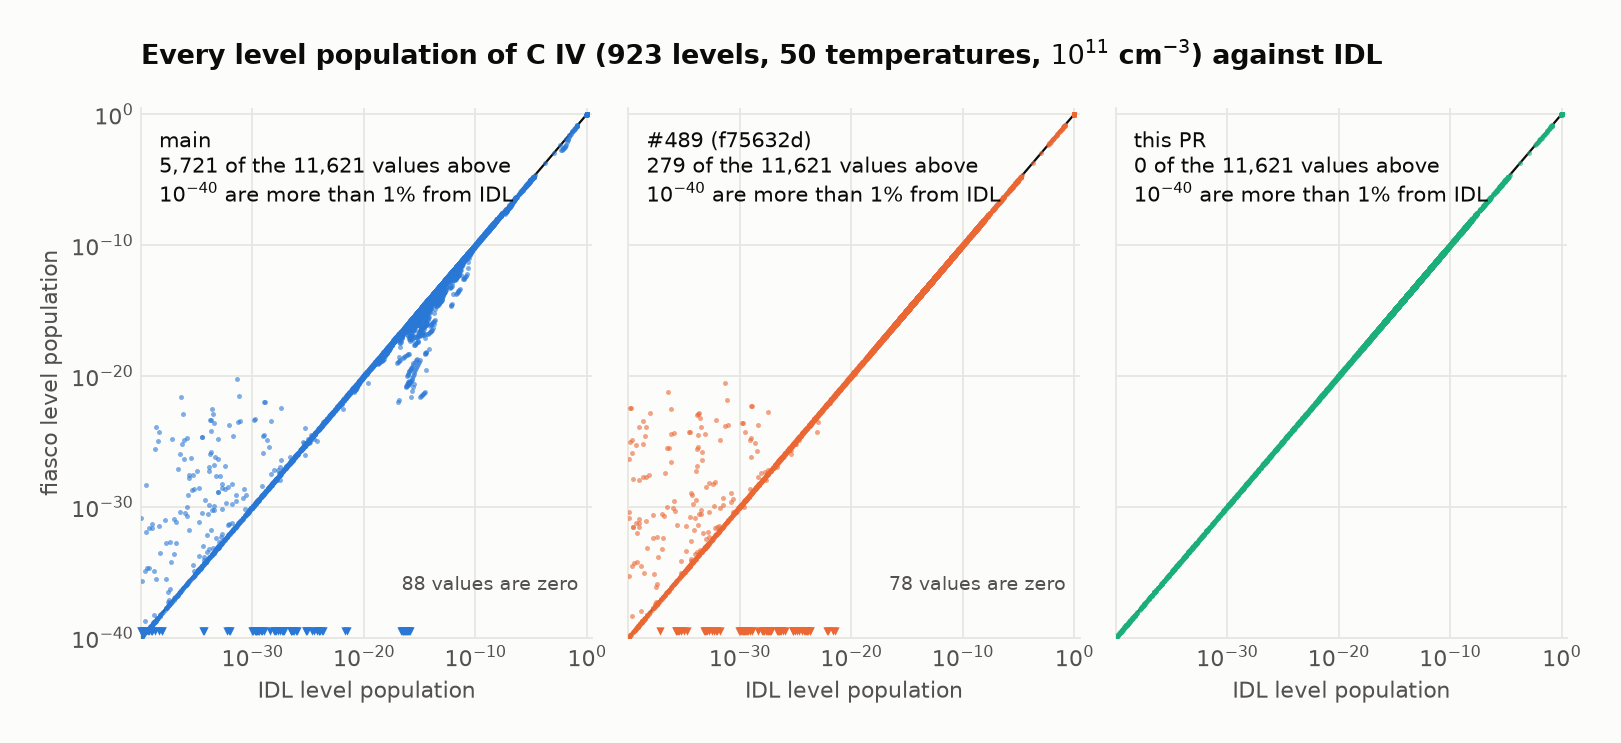 Every level population of C IV (923 levels, 50 temperatures, 10¹¹ cm⁻³) against IDL
fiasco level population
10⁰
10⁻¹⁰
10⁻²⁰
10⁻³⁰
10⁻⁴⁰
main
5,721 of the 11,621 values above
10⁻⁴⁰ are more than 1% from IDL
88 values are zero
10⁻³⁰ 10⁻²⁰ 10⁻¹⁰ 10⁰
IDL level population
#489 (f75632d)
279 of the 11,621 values above
10⁻⁴⁰ are more than 1% from IDL
78 values are zero
10⁻³⁰ 10⁻²⁰ 10⁻¹⁰ 10⁰
IDL level population
this PR
0 of the 11,621 values above
10⁻⁴⁰ are more than 1% from IDL
10⁻³⁰ 10⁻²⁰ 10⁻¹⁰ 10⁰
IDL level population